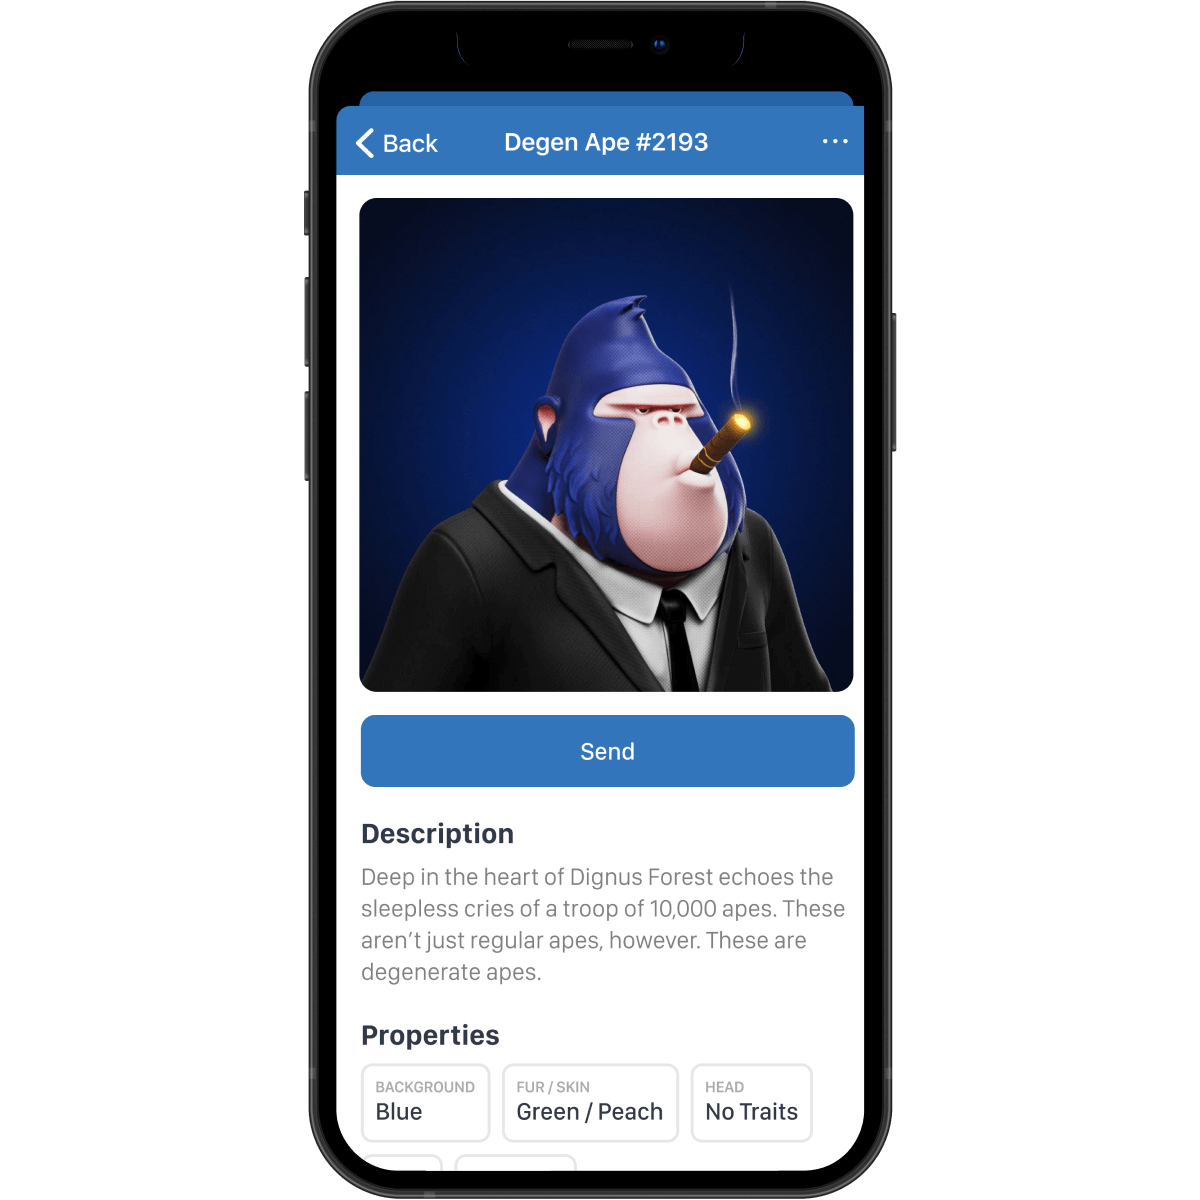 Back
Degen Ape #2193
Send
Description
Deep in the heart of Dignus Forest echoes the
sleepless cries of a troop of 10,000 apes. These
aren’t just regular apes, however. These are
degenerate apes.
Properties
BACKGROUND
Blue
FUR / SKIN
Green / Peach
HEAD
No Traits